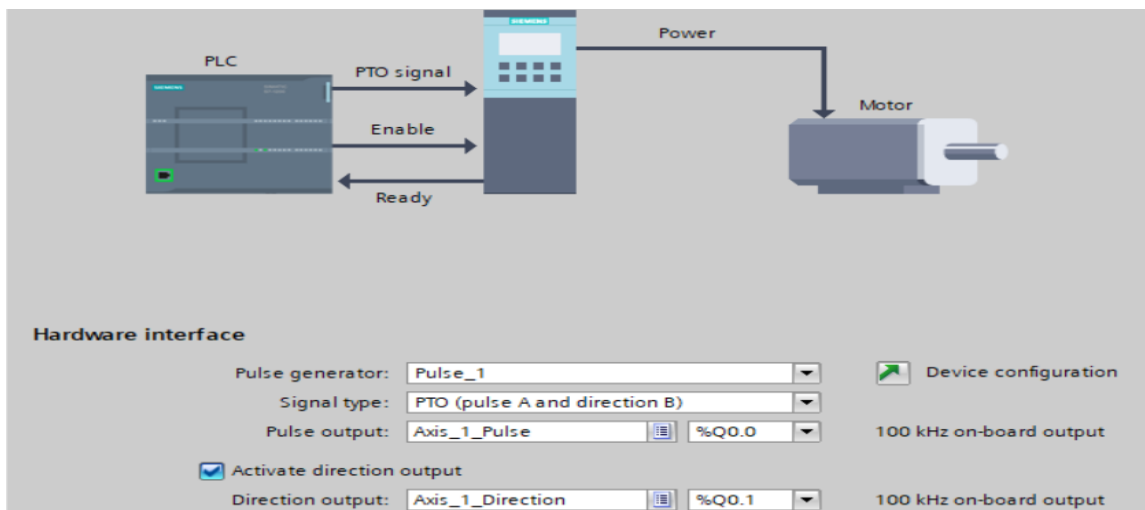 SIEMENS
Power
PLC
PTO signal
SIEMENS
Motor
Enable
Ready
Hardware interface
Pulse generator: Pulse_1 Device configuration
Signal type: PTO (pulse A and direction B)
Pulse output: Axis_1_Pulse %Q0.0 100 kHz on-board output
Activate direction output
Direction output: Axis_1_Direction %Q0.1 100 kHz on-board output